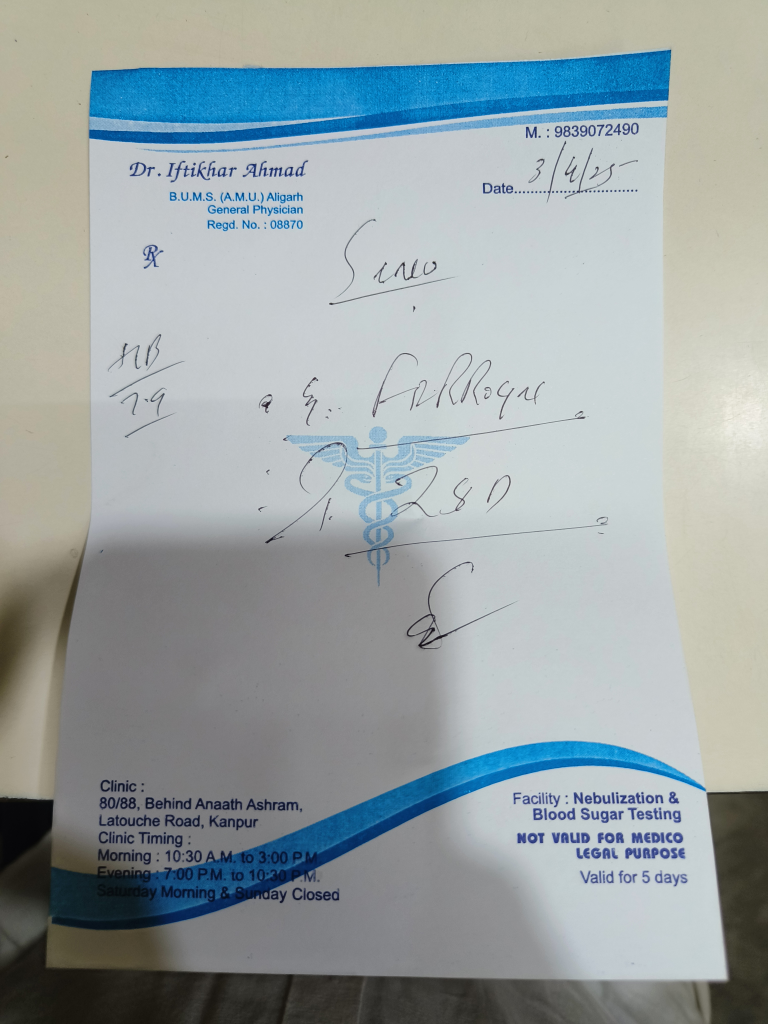 M. : 9839072490
Dr. Iftikhar Ahmad
B.U.M.S. (A.M.U.) Aligarh
General Physician
Regd. No. : 08870
Date 3/4/25
Rx
HB
7.9
Clinic :
80/88, Behind Anaath Ashram,
Latouche Road, Kanpur
Clinic Timing :
Morning : 10:30 A.M. to 3:00 P.M.
Evening : 7:00 P.M. to 10:30 P.M.
Saturday Morning & Sunday Closed
Facility : Nebulization &
Blood Sugar Testing
NOT VALID FOR MEDICO
LEGAL PURPOSE
Valid for 5 days